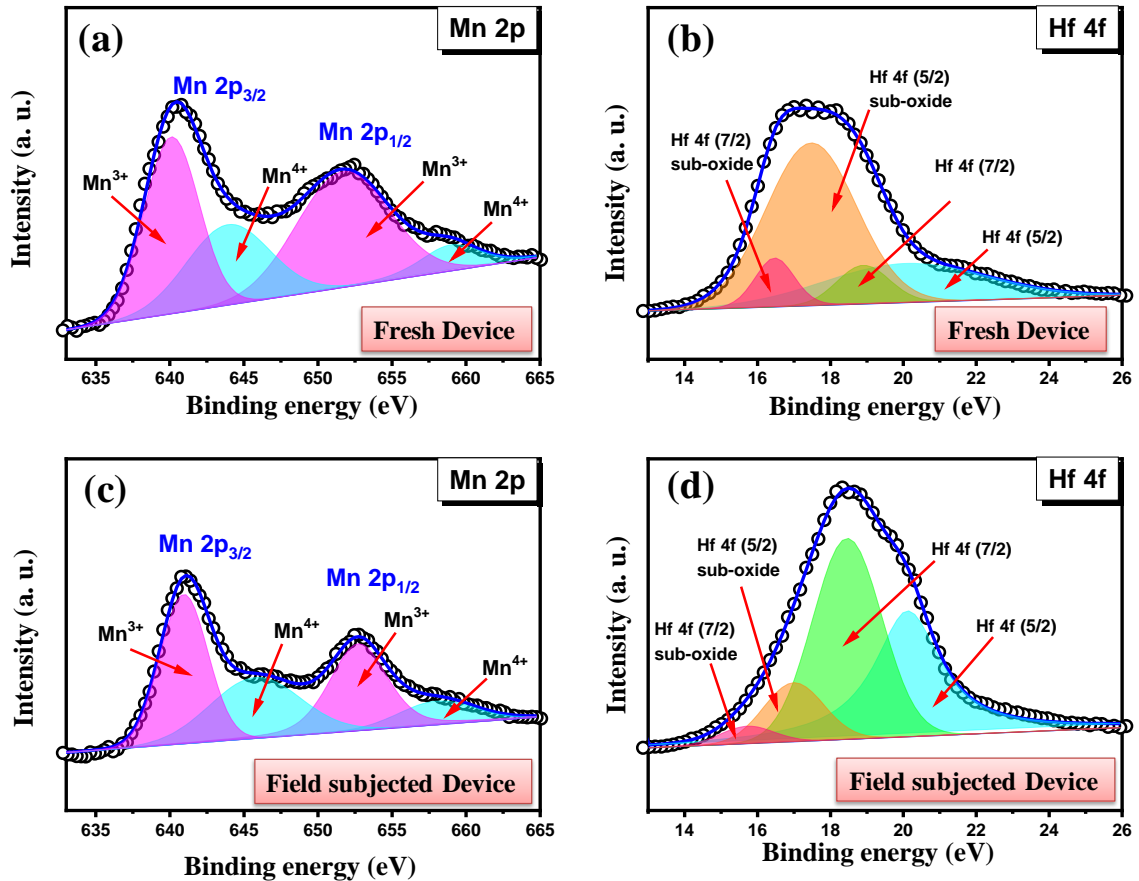 (a)
Mn 2p
Mn 2p3/2
Mn 2p1/2
Mn3+
Mn4+
Mn3+
Mn4+
Fresh Device
Intensity (a. u.)
635 640 645 650 655 660 665
Binding energy (eV)
(b)
Hf 4f
Hf 4f (5/2)
sub-oxide
Hf 4f (7/2)
sub-oxide
Hf 4f (7/2)
Hf 4f (5/2)
Fresh Device
Intensity (a. u.)
14 16 18 20 22 24 26
Binding energy (eV)
(c)
Mn 2p
Mn 2p3/2
Mn 2p1/2
Mn3+
Mn4+
Mn3+
Mn4+
Field subjected Device
Intensity (a. u.)
635 640 645 650 655 660 665
Binding energy (eV)
(d)
Hf 4f
Hf 4f (5/2)
sub-oxide
Hf 4f (7/2)
Hf 4f (7/2)
sub-oxide
Hf 4f (5/2)
Field subjected Device
Intensity (a. u.)
14 16 18 20 22 24 26
Binding energy (eV)